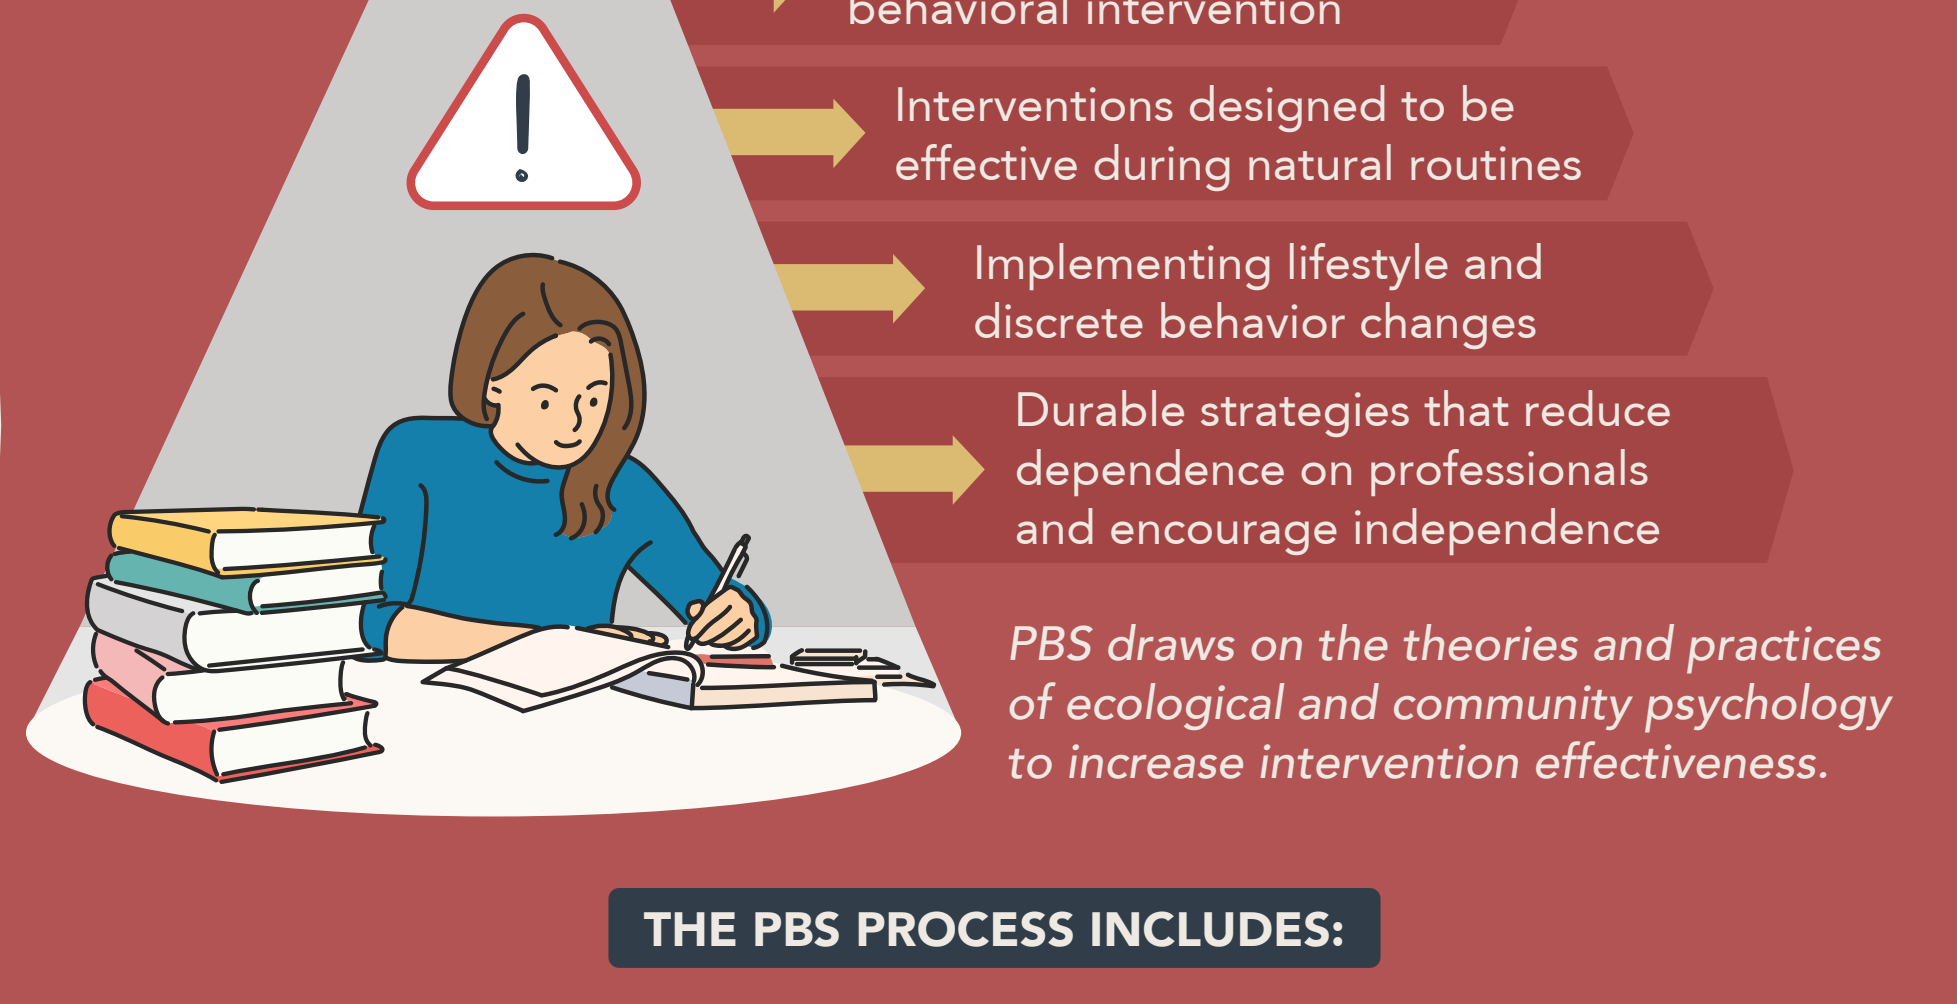 behavioral intervention
Interventions designed to be
effective during natural routines
Implementing lifestyle and
discrete behavior changes
Durable strategies that reduce
dependence on professionals
and encourage independence
PBS draws on the theories and practices
of ecological and community psychology
to increase intervention effectiveness.
THE PBS PROCESS INCLUDES: